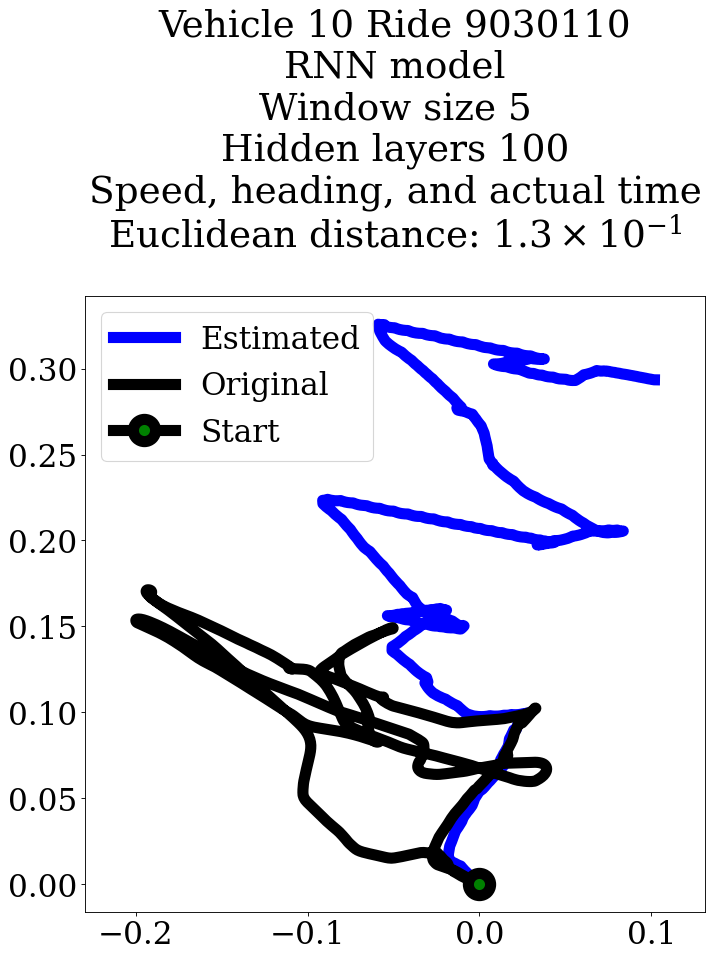 Vehicle 10 Ride 9030110
RNN model
Window size 5
Hidden layers 100
Speed, heading, and actual time
Euclidean distance: 1.3 × 10⁻¹
Estimated
Original
Start
0.30
0.25
0.20
0.15
0.10
0.05
0.00
−0.2 −0.1 0.0 0.1